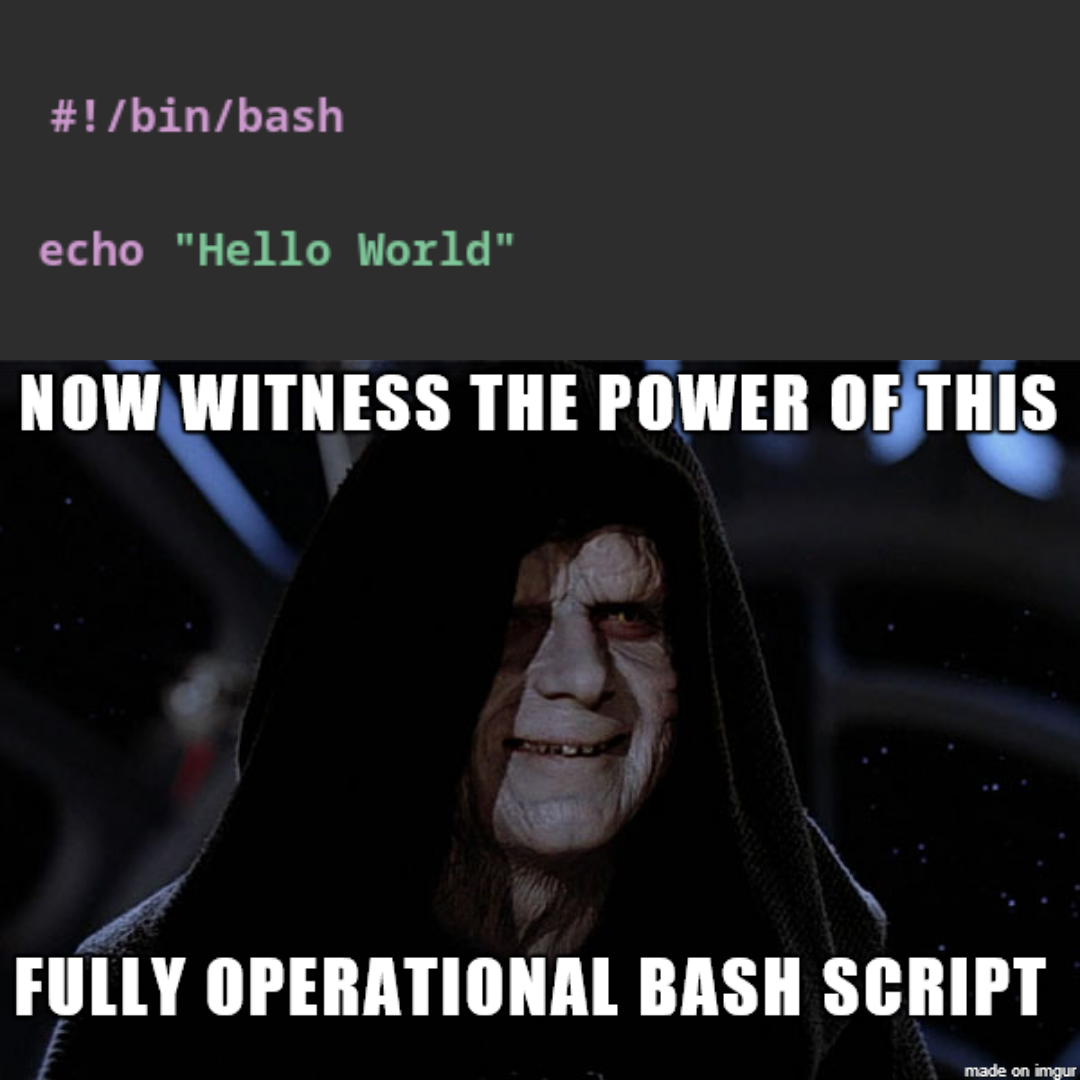 #!/bin/bash
echo "Hello World"
NOW WITNESS THE POWER OF THIS
FULLY OPERATIONAL BASH SCRIPT
made on imgur